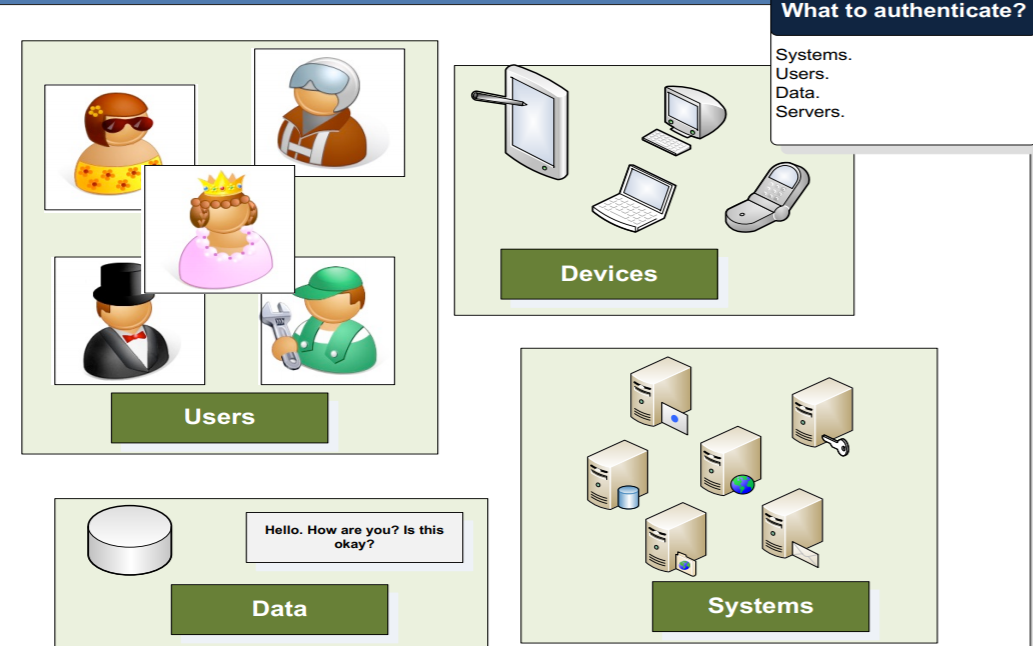 What to authenticate?
Systems.
Users.
Data.
Servers.
Devices
Users
Hello. How are you? Is this
okay?
Data
Systems